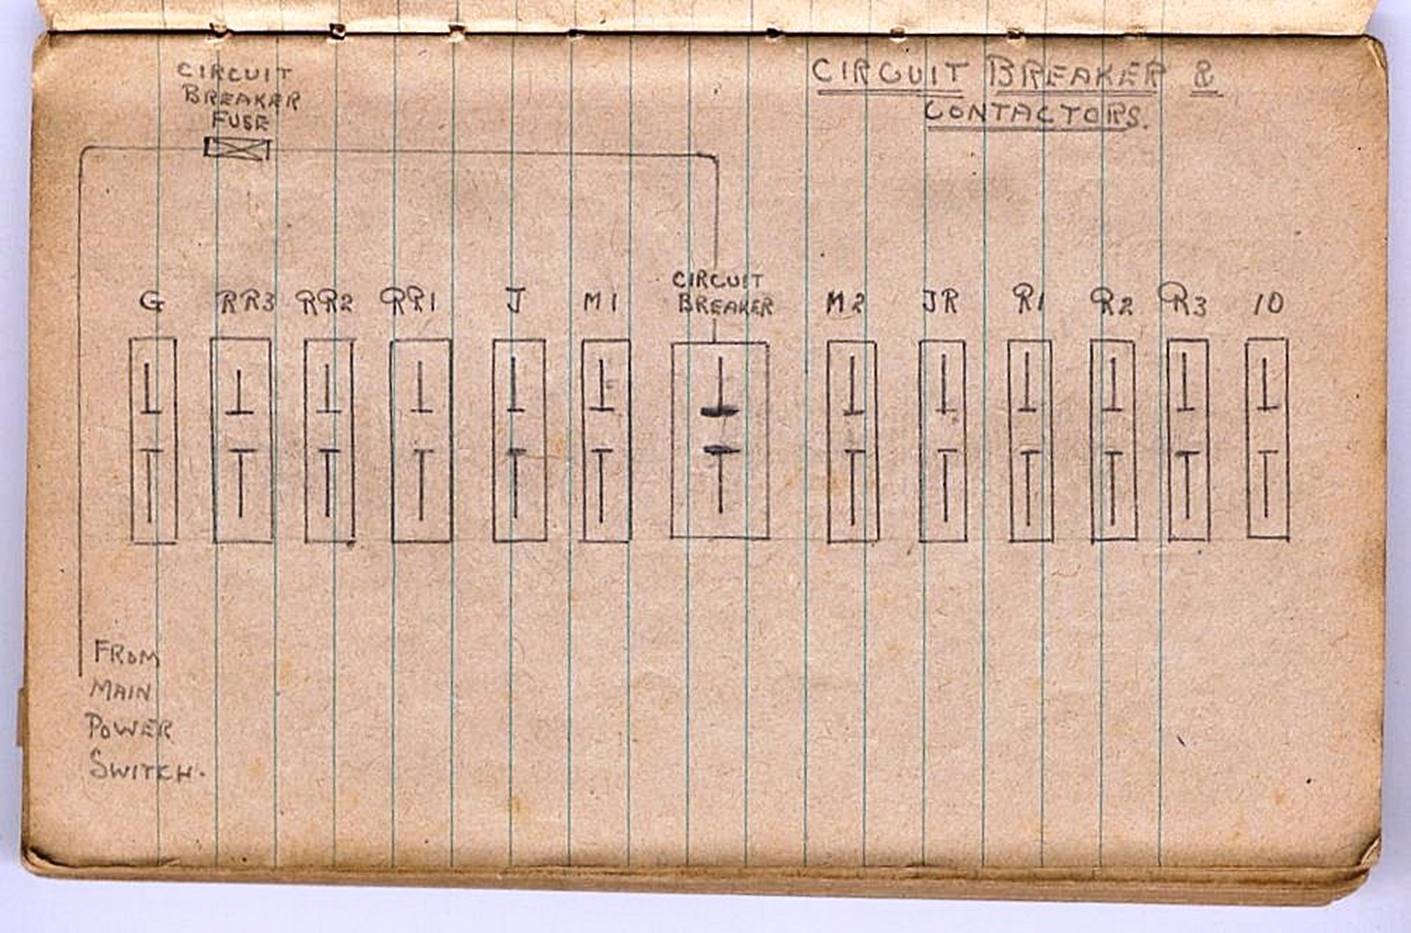 CIRCUIT
BREAKER
FUSE
CIRCUIT BREAKER &
CONTACTORS.
G RR3 RR2 RR1 J M1 CIRCUIT BREAKER M2 JR R1 R2 R3 10
FROM
MAIN
POWER
SWITCH.